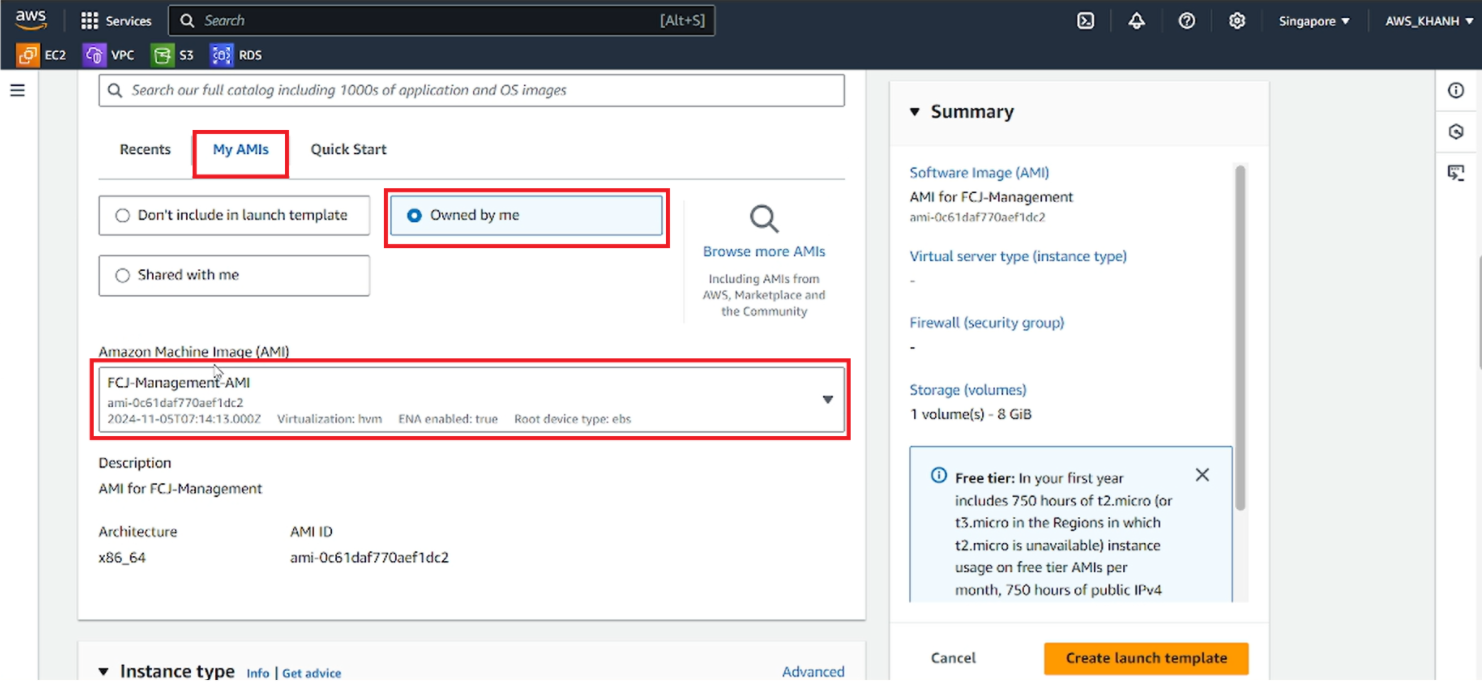 aws Services Search [Alt+S] Singapore AWS_KHANH
EC2 VPC S3 RDS
Search our full catalog including 1000s of application and OS images
Recents My AMIs Quick Start
Don't include in launch template
Owned by me
Shared with me
Browse more AMIs
Including AMIs from
AWS, Marketplace and
the Community
Amazon Machine Image (AMI)
FCJ-Management-AMI
ami-0c61daf770aef1dc2
2024-11-05T07:14:13.000Z Virtualization: hvm ENA enabled: true Root device type: ebs
Description
AMI for FCJ-Management
Architecture AMI ID
x86_64 ami-0c61daf770aef1dc2
Instance type Info | Get advice Advanced
Summary
Software Image (AMI)
AMI for FCJ-Management
ami-0c61daf770aef1dc2
Virtual server type (instance type)
-
Firewall (security group)
-
Storage (volumes)
1 volume(s) - 8 GiB
Free tier: In your first year
includes 750 hours of t2.micro (or
t3.micro in the Regions in which
t2.micro is unavailable) instance
usage on free tier AMIs per
month, 750 hours of public IPv4
Cancel Create launch template